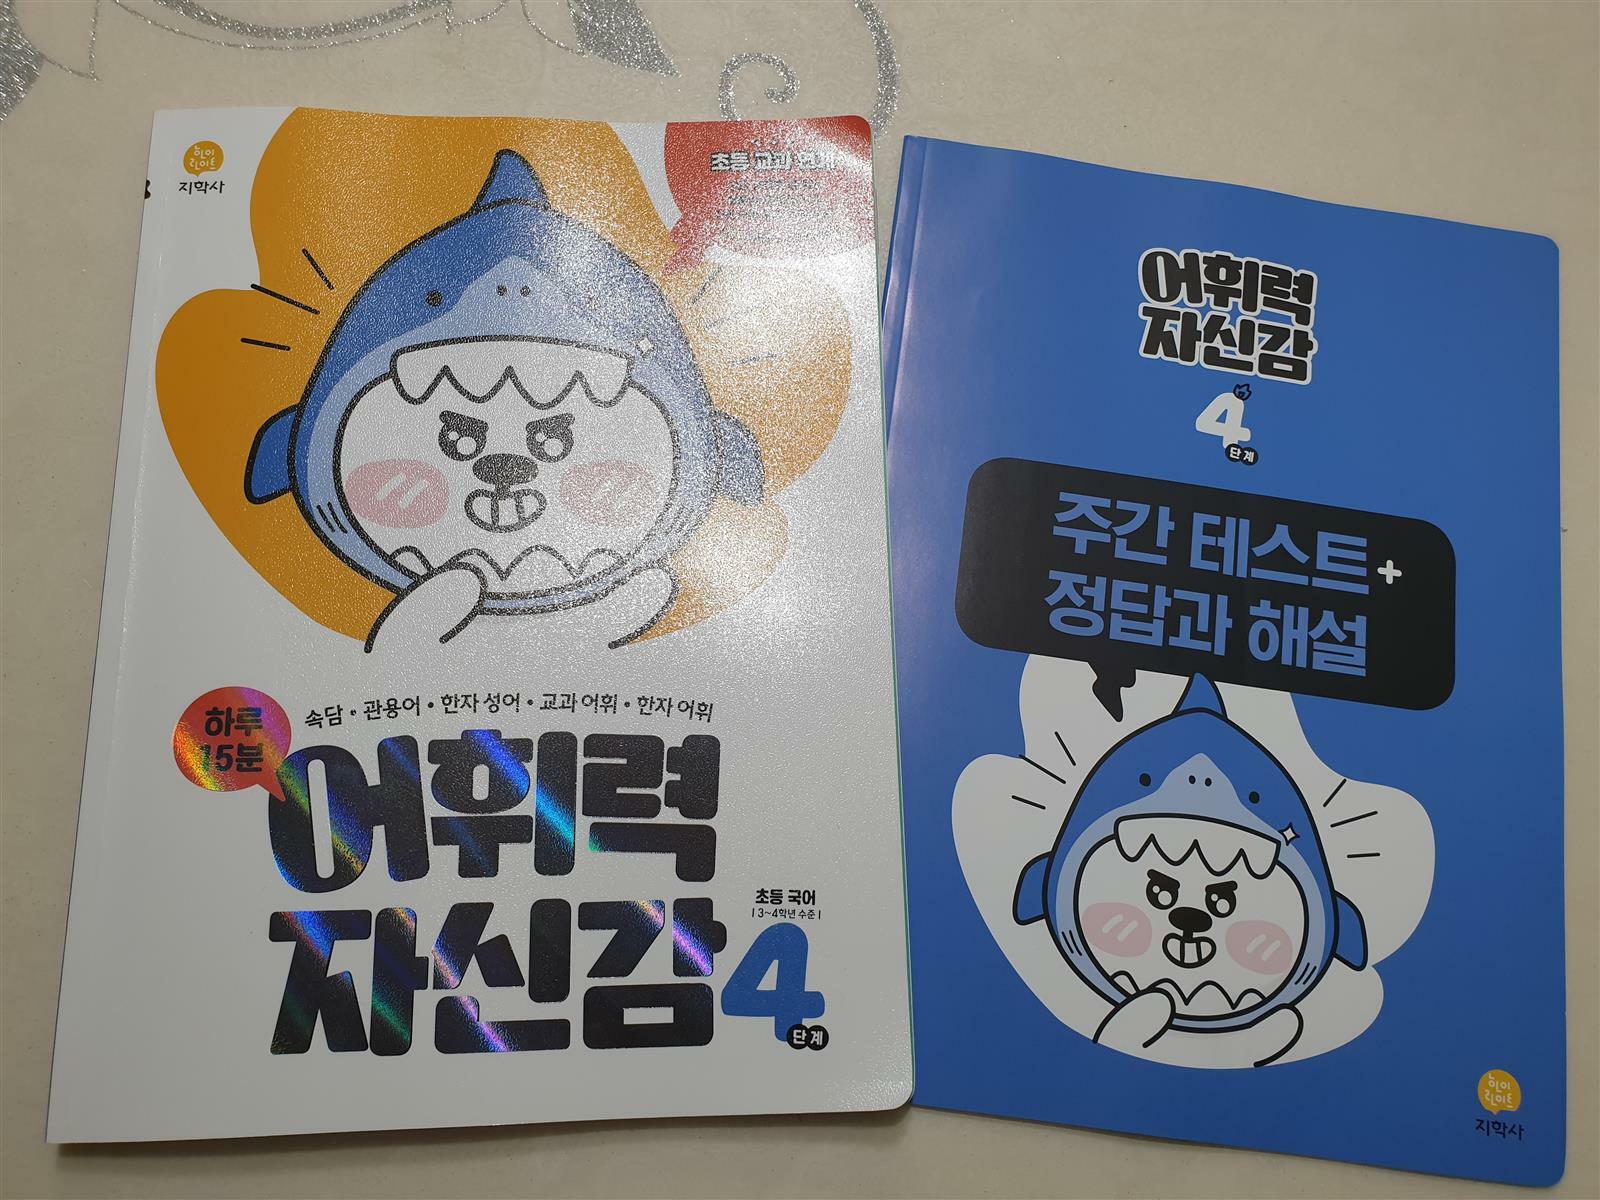 하이
라이트
지학사
초등 교과 연계
하루
15분
속담 • 관용어 • 한자 성어 • 교과 어휘 • 한자 어휘
어휘력
자신감
초등 국어
| 3~4학년 수준 |
4
단계
어휘력
자신감
4
단계
주간 테스트+
정답과 해설
하이
라이트
지학사